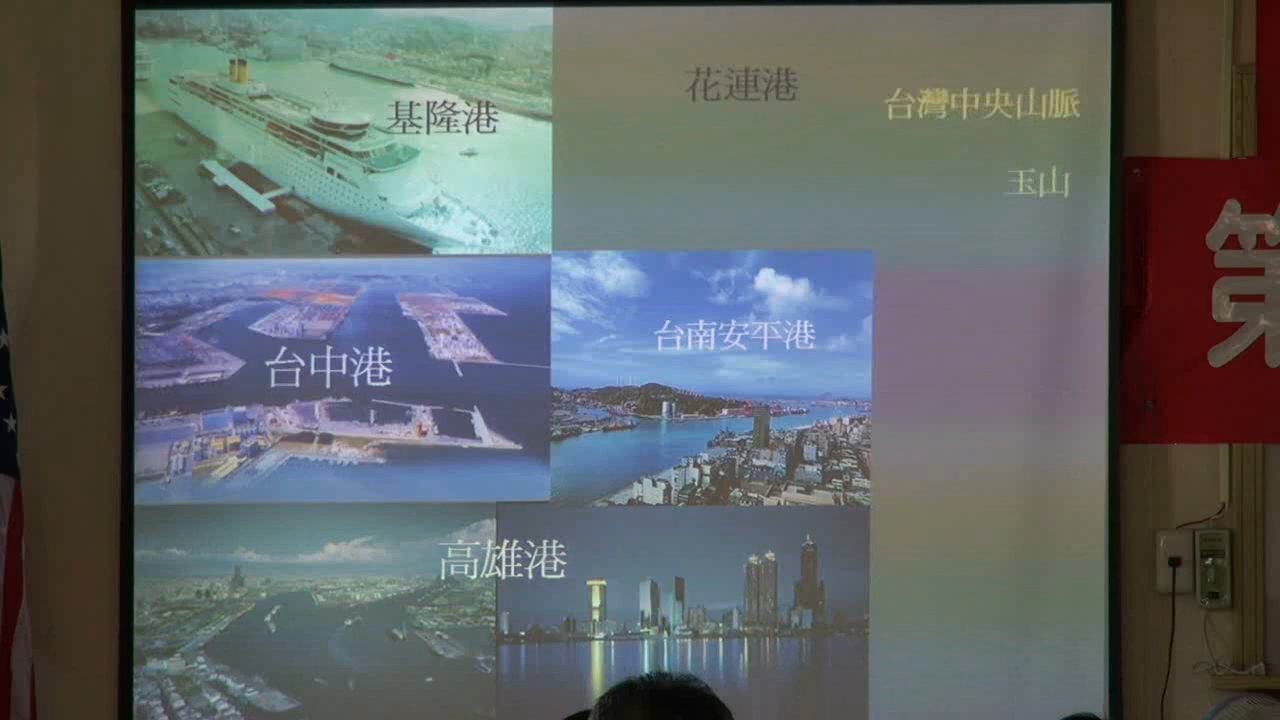 花連港
台灣中央山脈
基隆港
玉山
台南安平港
台中港
高雄港
第